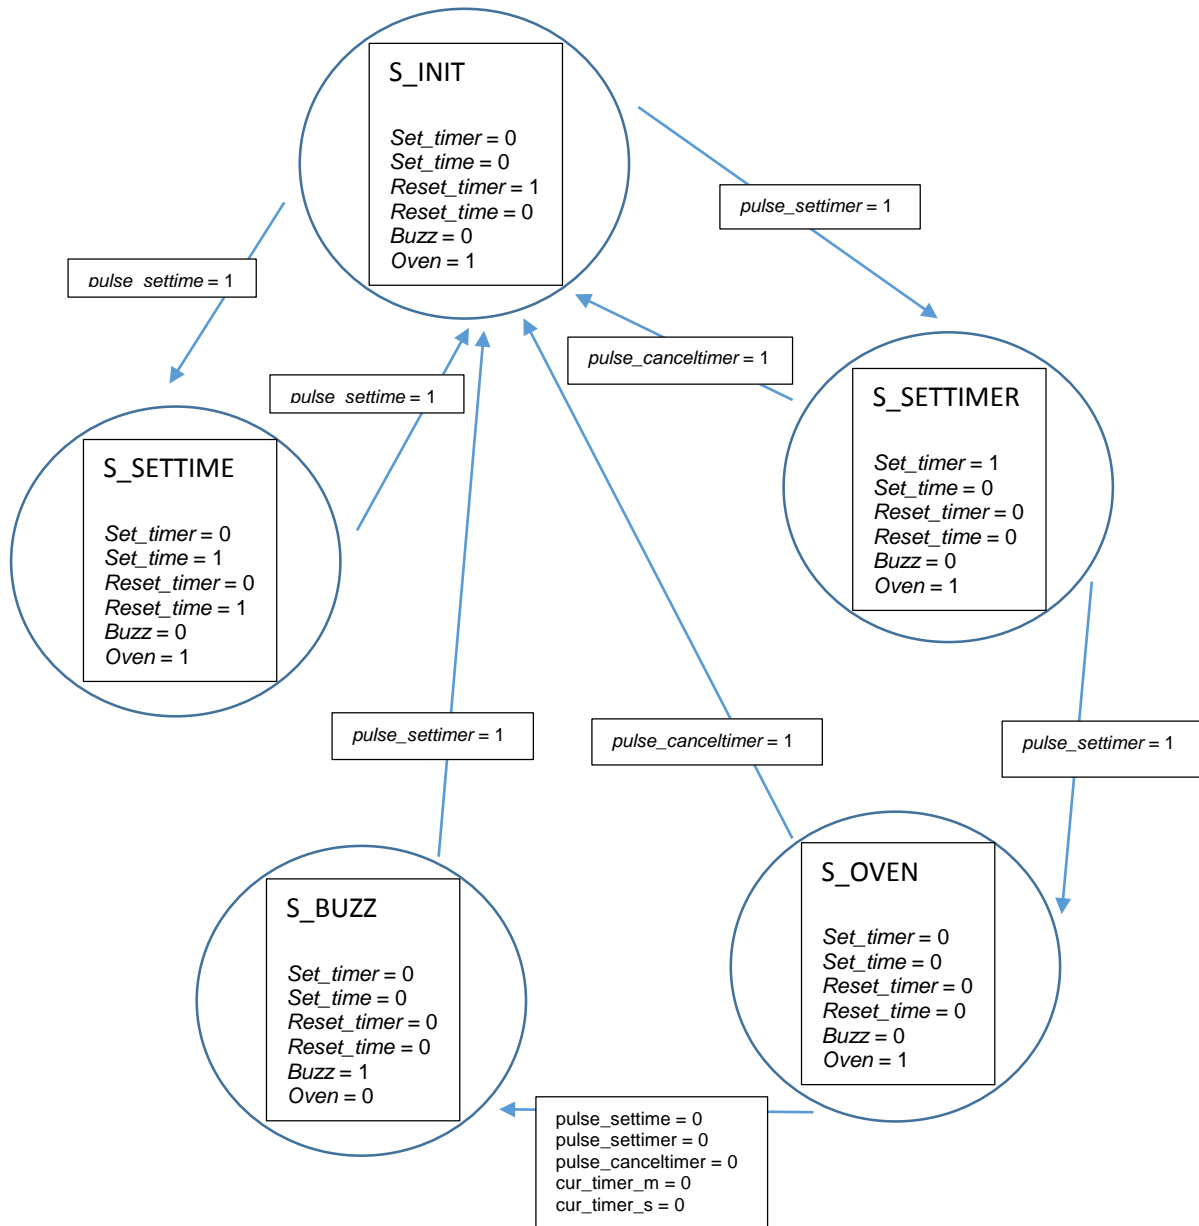 S_INIT
Set_timer = 0
Set_time = 0
Reset_timer = 1
Reset_time = 0
Buzz = 0
Oven = 1
pulse_settimer = 1
pulse_settime = 1
pulse_canceltimer = 1
pulse_settime = 1
S_SETTIMER
Set_timer = 1
Set_time = 0
Reset_timer = 0
Reset_time = 0
Buzz = 0
Oven = 1
S_SETTIME
Set_timer = 0
Set_time = 1
Reset_timer = 0
Reset_time = 1
Buzz = 0
Oven = 1
pulse_settimer = 1
pulse_canceltimer = 1
pulse_settimer = 1
S_BUZZ
Set_timer = 0
Set_time = 0
Reset_timer = 0
Reset_time = 0
Buzz = 1
Oven = 0
S_OVEN
Set_timer = 0
Set_time = 0
Reset_timer = 0
Reset_time = 0
Buzz = 0
Oven = 1
pulse_settime = 0
pulse_settimer = 0
pulse_canceltimer = 0
cur_timer_m = 0
cur_timer_s = 0